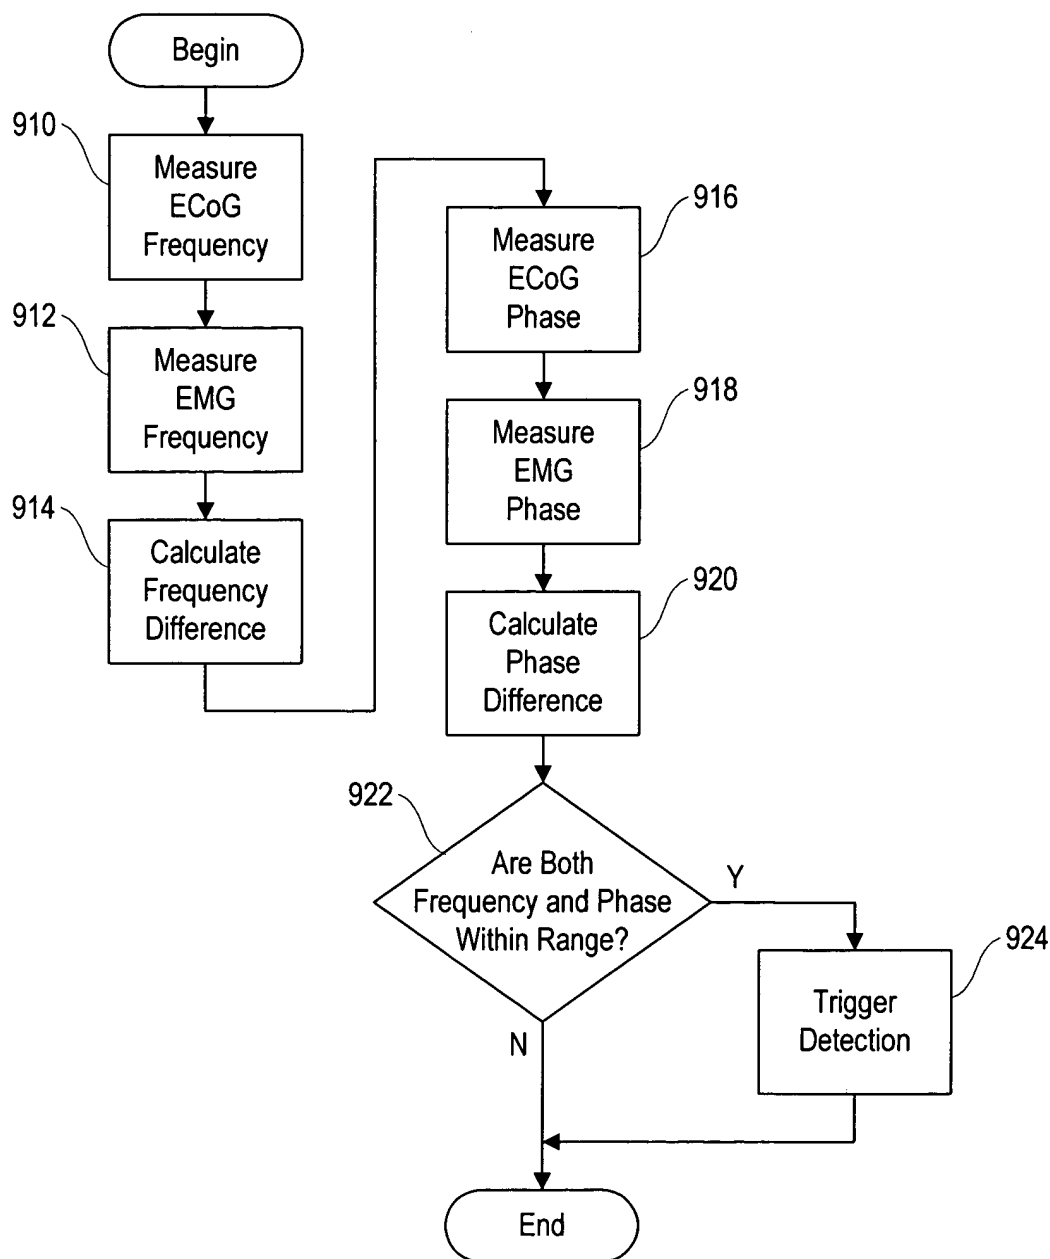 Begin
910
Measure
ECoG
Frequency
912
Measure
EMG
Frequency
914
Calculate
Frequency
Difference
916
Measure
ECoG
Phase
918
Measure
EMG
Phase
920
Calculate
Phase
Difference
922
Are Both
Frequency and Phase
Within Range?
Y
N
924
Trigger
Detection
End